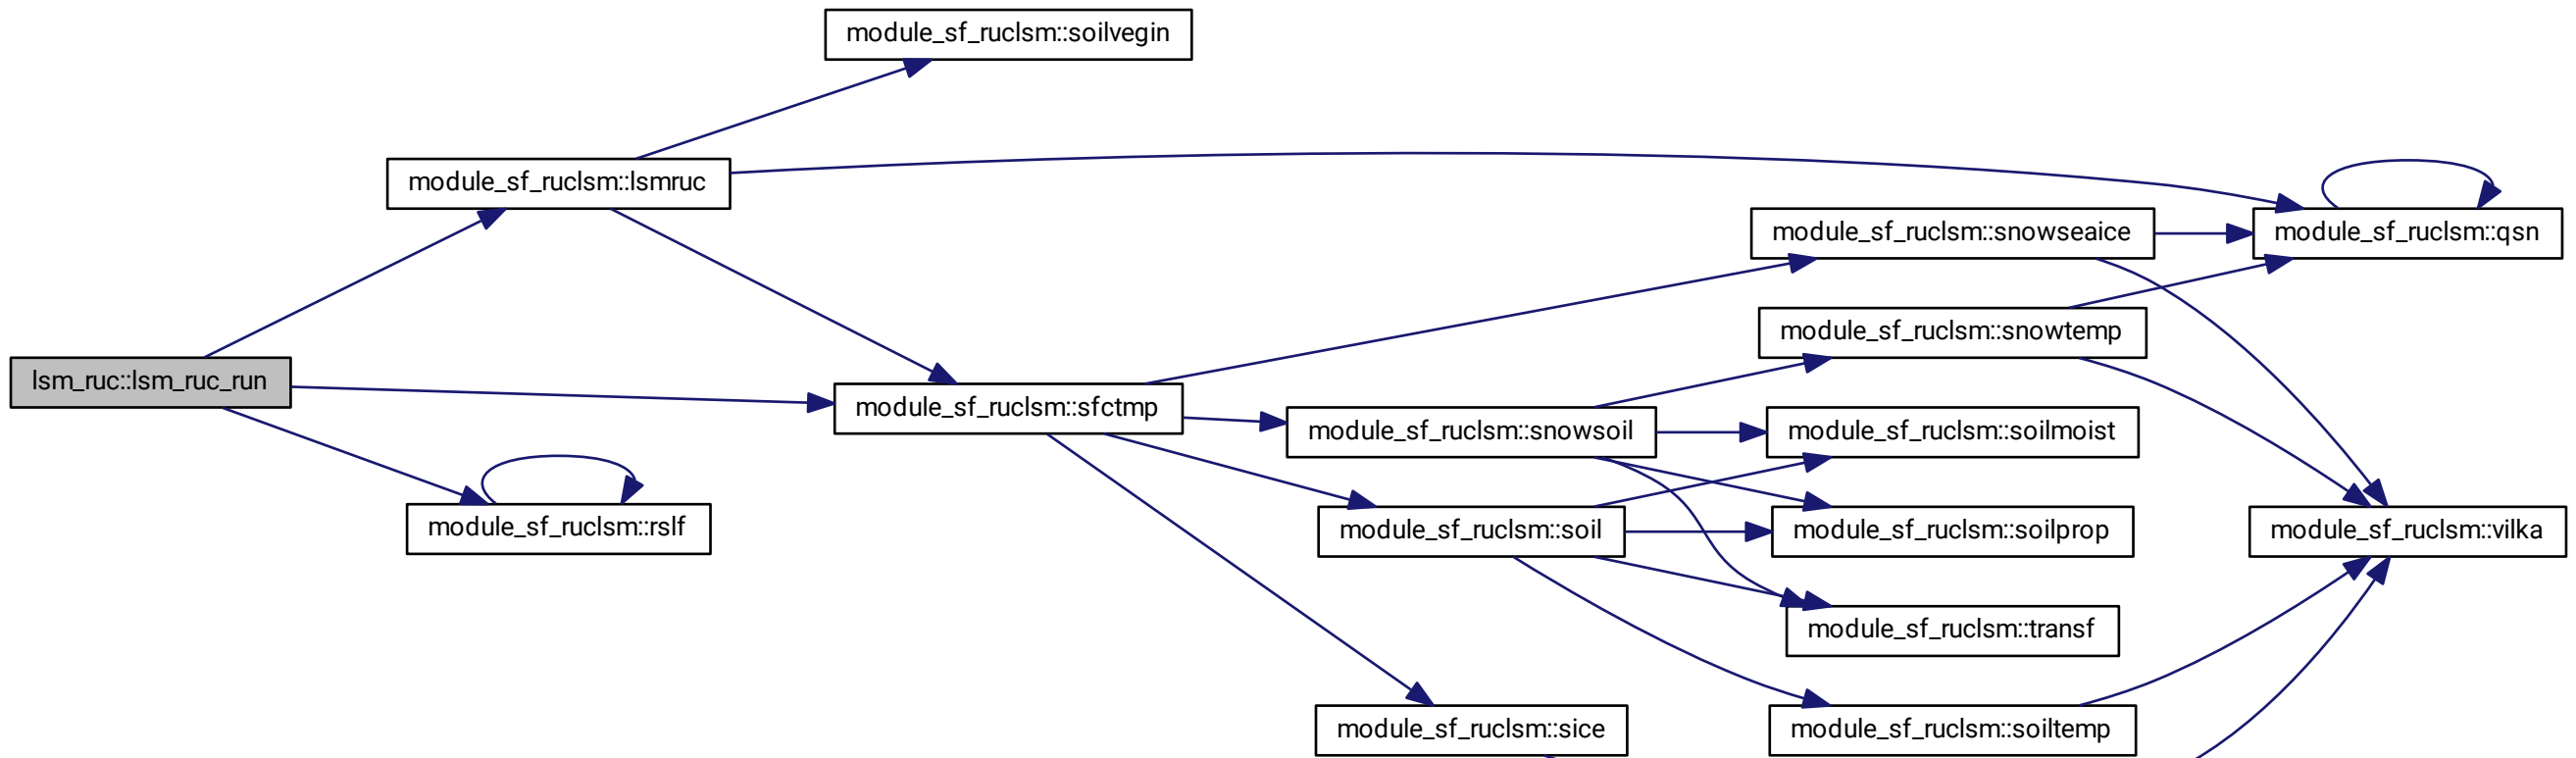 module_sf_ruclsm::soilvegin
module_sf_ruclsm::lsmruc
module_sf_ruclsm::snowseaice
module_sf_ruclsm::qsn
module_sf_ruclsm::snowtemp
lsm_ruc::lsm_ruc_run
module_sf_ruclsm::sfctmp
module_sf_ruclsm::snowsoil
module_sf_ruclsm::soilmoist
module_sf_ruclsm::rslf
module_sf_ruclsm::soil
module_sf_ruclsm::soilprop
module_sf_ruclsm::vilka
module_sf_ruclsm::transf
module_sf_ruclsm::sice
module_sf_ruclsm::soiltemp